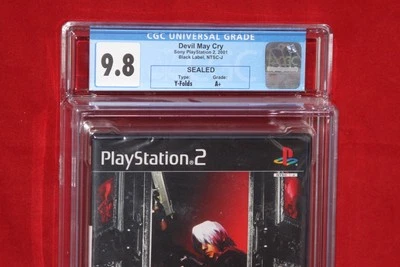 CGC UNIVERSAL GRADE
9.8
Devil May Cry
Sony PlayStation 2, 2001
Black Label, NTSC-J
SEALED
Type: Grade:
Y-Folds A+
PlayStation®2